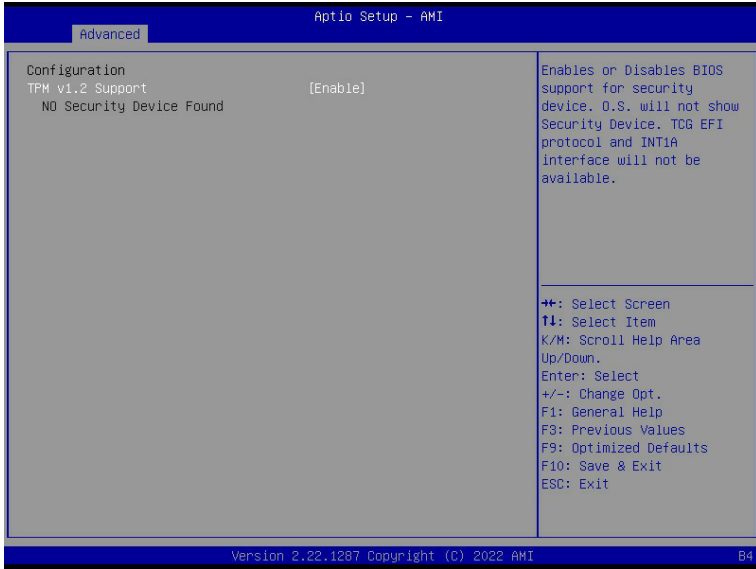 Aptio Setup – AMI
Advanced
Configuration
TPM v1.2 Support [Enable]
NO Security Device Found
Enables or Disables BIOS
support for security
device. O.S. will not show
Security Device. TCG EFI
protocol and INT1A
interface will not be
available.
→←: Select Screen
↑↓: Select Item
K/M: Scroll Help Area
Up/Down.
Enter: Select
+/-: Change Opt.
F1: General Help
F3: Previous Values
F9: Optimized Defaults
F10: Save & Exit
ESC: Exit
Version 2.22.1287 Copyright (C) 2022 AMI
B4